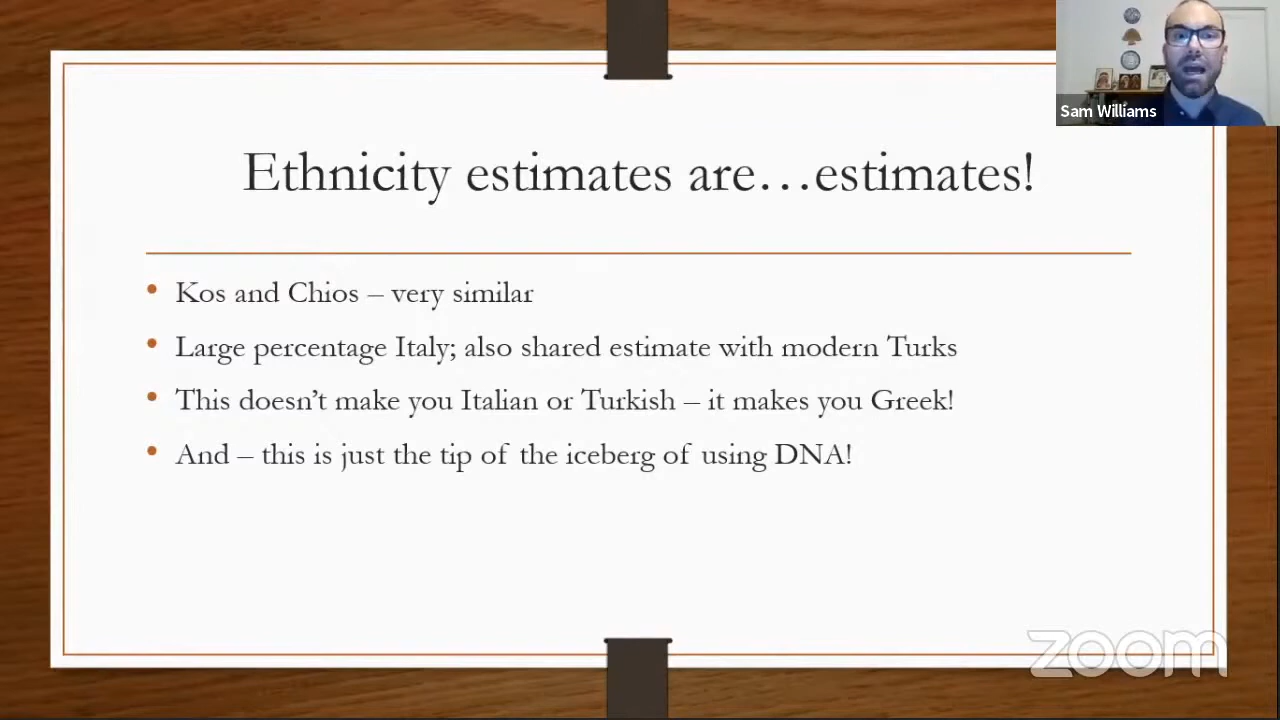 Sam Williams
Ethnicity estimates are…estimates!
• Kos and Chios – very similar
• Large percentage Italy; also shared estimate with modern Turks
• This doesn’t make you Italian or Turkish – it makes you Greek!
• And – this is just the tip of the iceberg of using DNA!
zoom